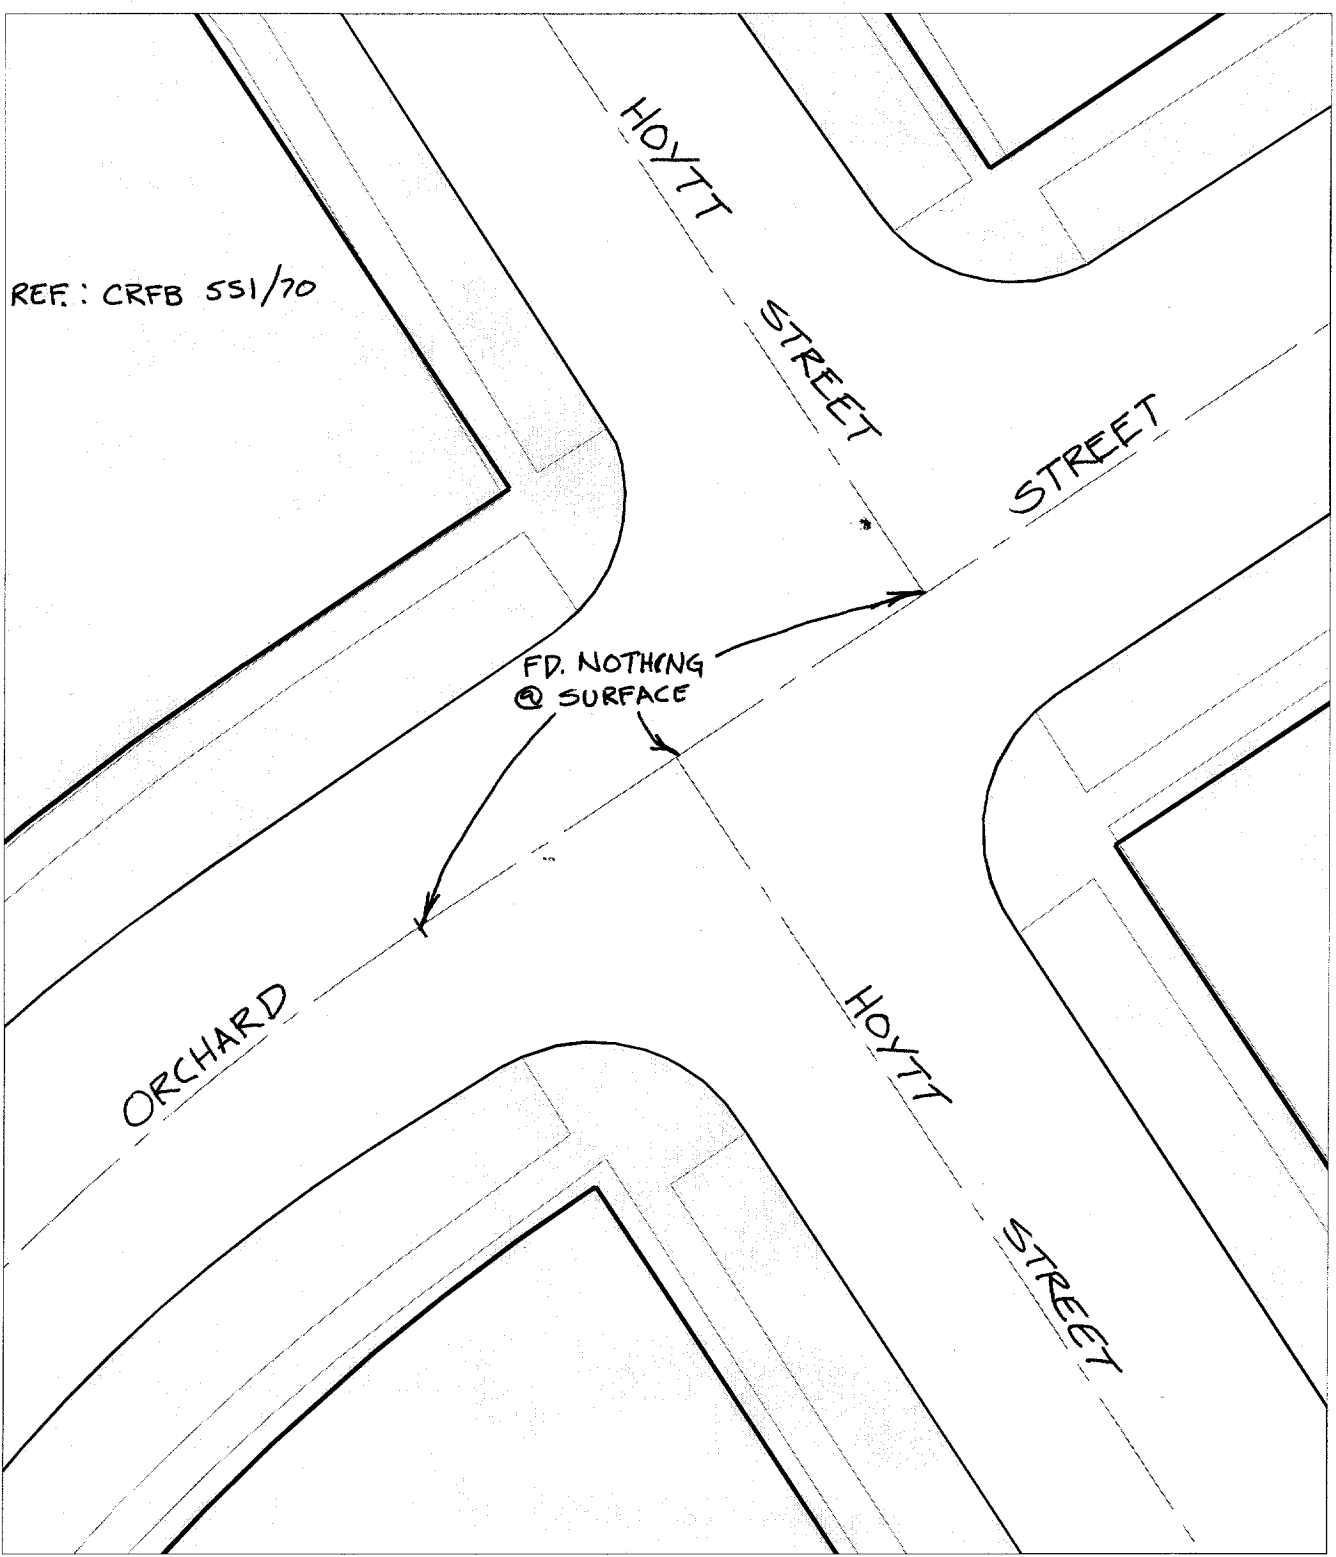 HOYTT
STREET
REF.: CRFB 551/70
STREET
FD. NOTHING
@ SURFACE
ORCHARD
HOYTT
STREET